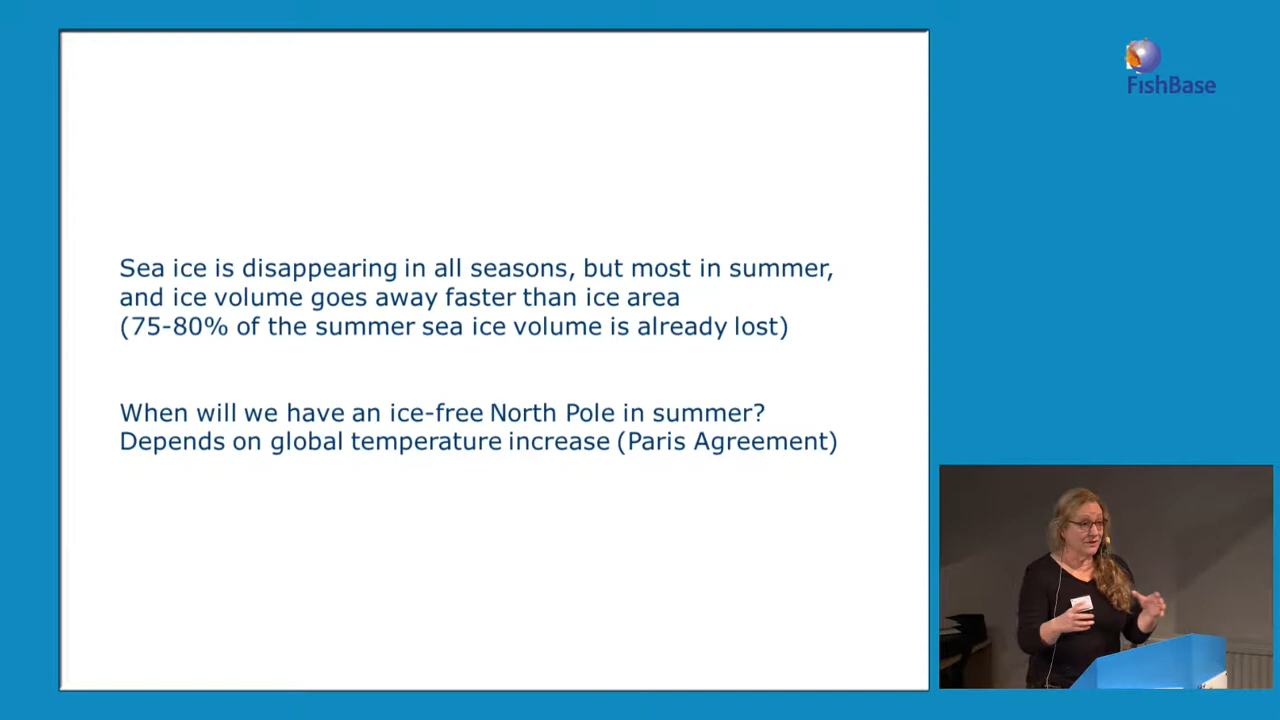 FishBase
Sea ice is disappearing in all seasons, but most in summer,
and ice volume goes away faster than ice area
(75-80% of the summer sea ice volume is already lost)
When will we have an ice-free North Pole in summer?
Depends on global temperature increase (Paris Agreement)